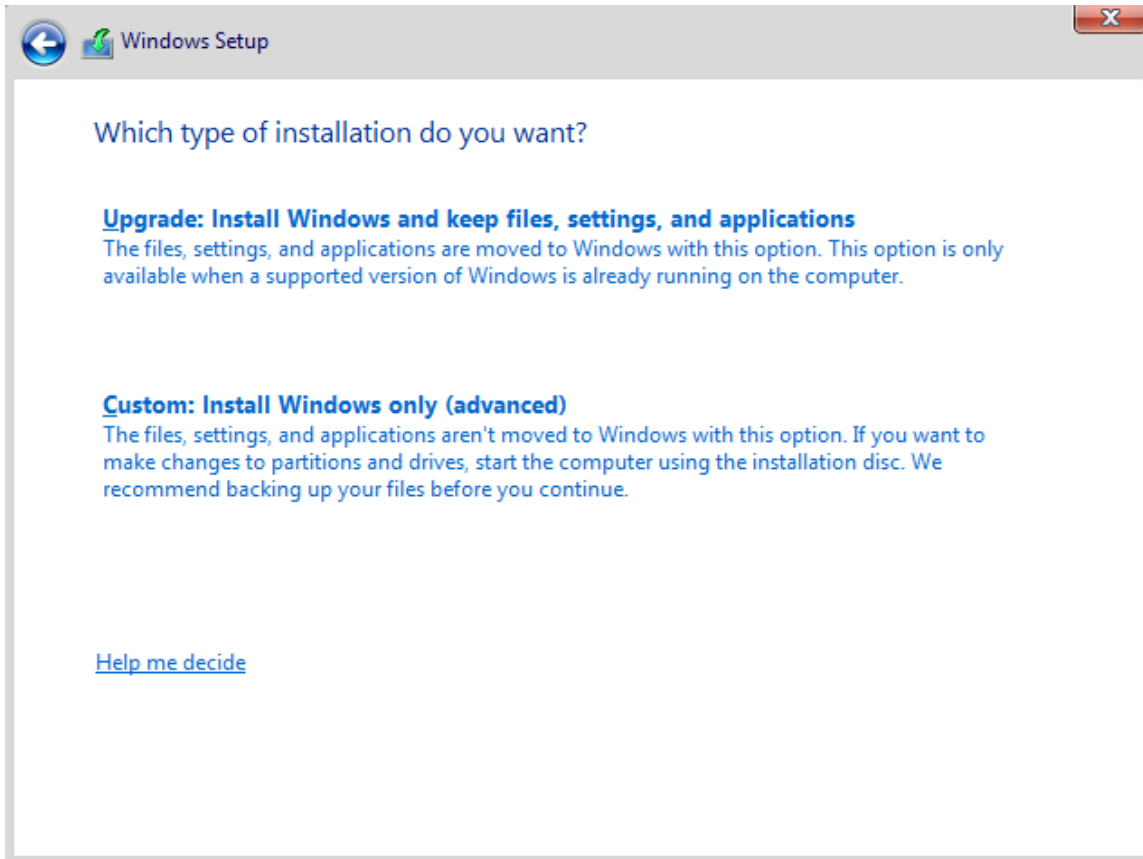 Windows Setup
Which type of installation do you want?
Upgrade: Install Windows and keep files, settings, and applications
The files, settings, and applications are moved to Windows with this option. This option is only
available when a supported version of Windows is already running on the computer.
Custom: Install Windows only (advanced)
The files, settings, and applications aren't moved to Windows with this option. If you want to
make changes to partitions and drives, start the computer using the installation disc. We
recommend backing up your files before you continue.
Help me decide